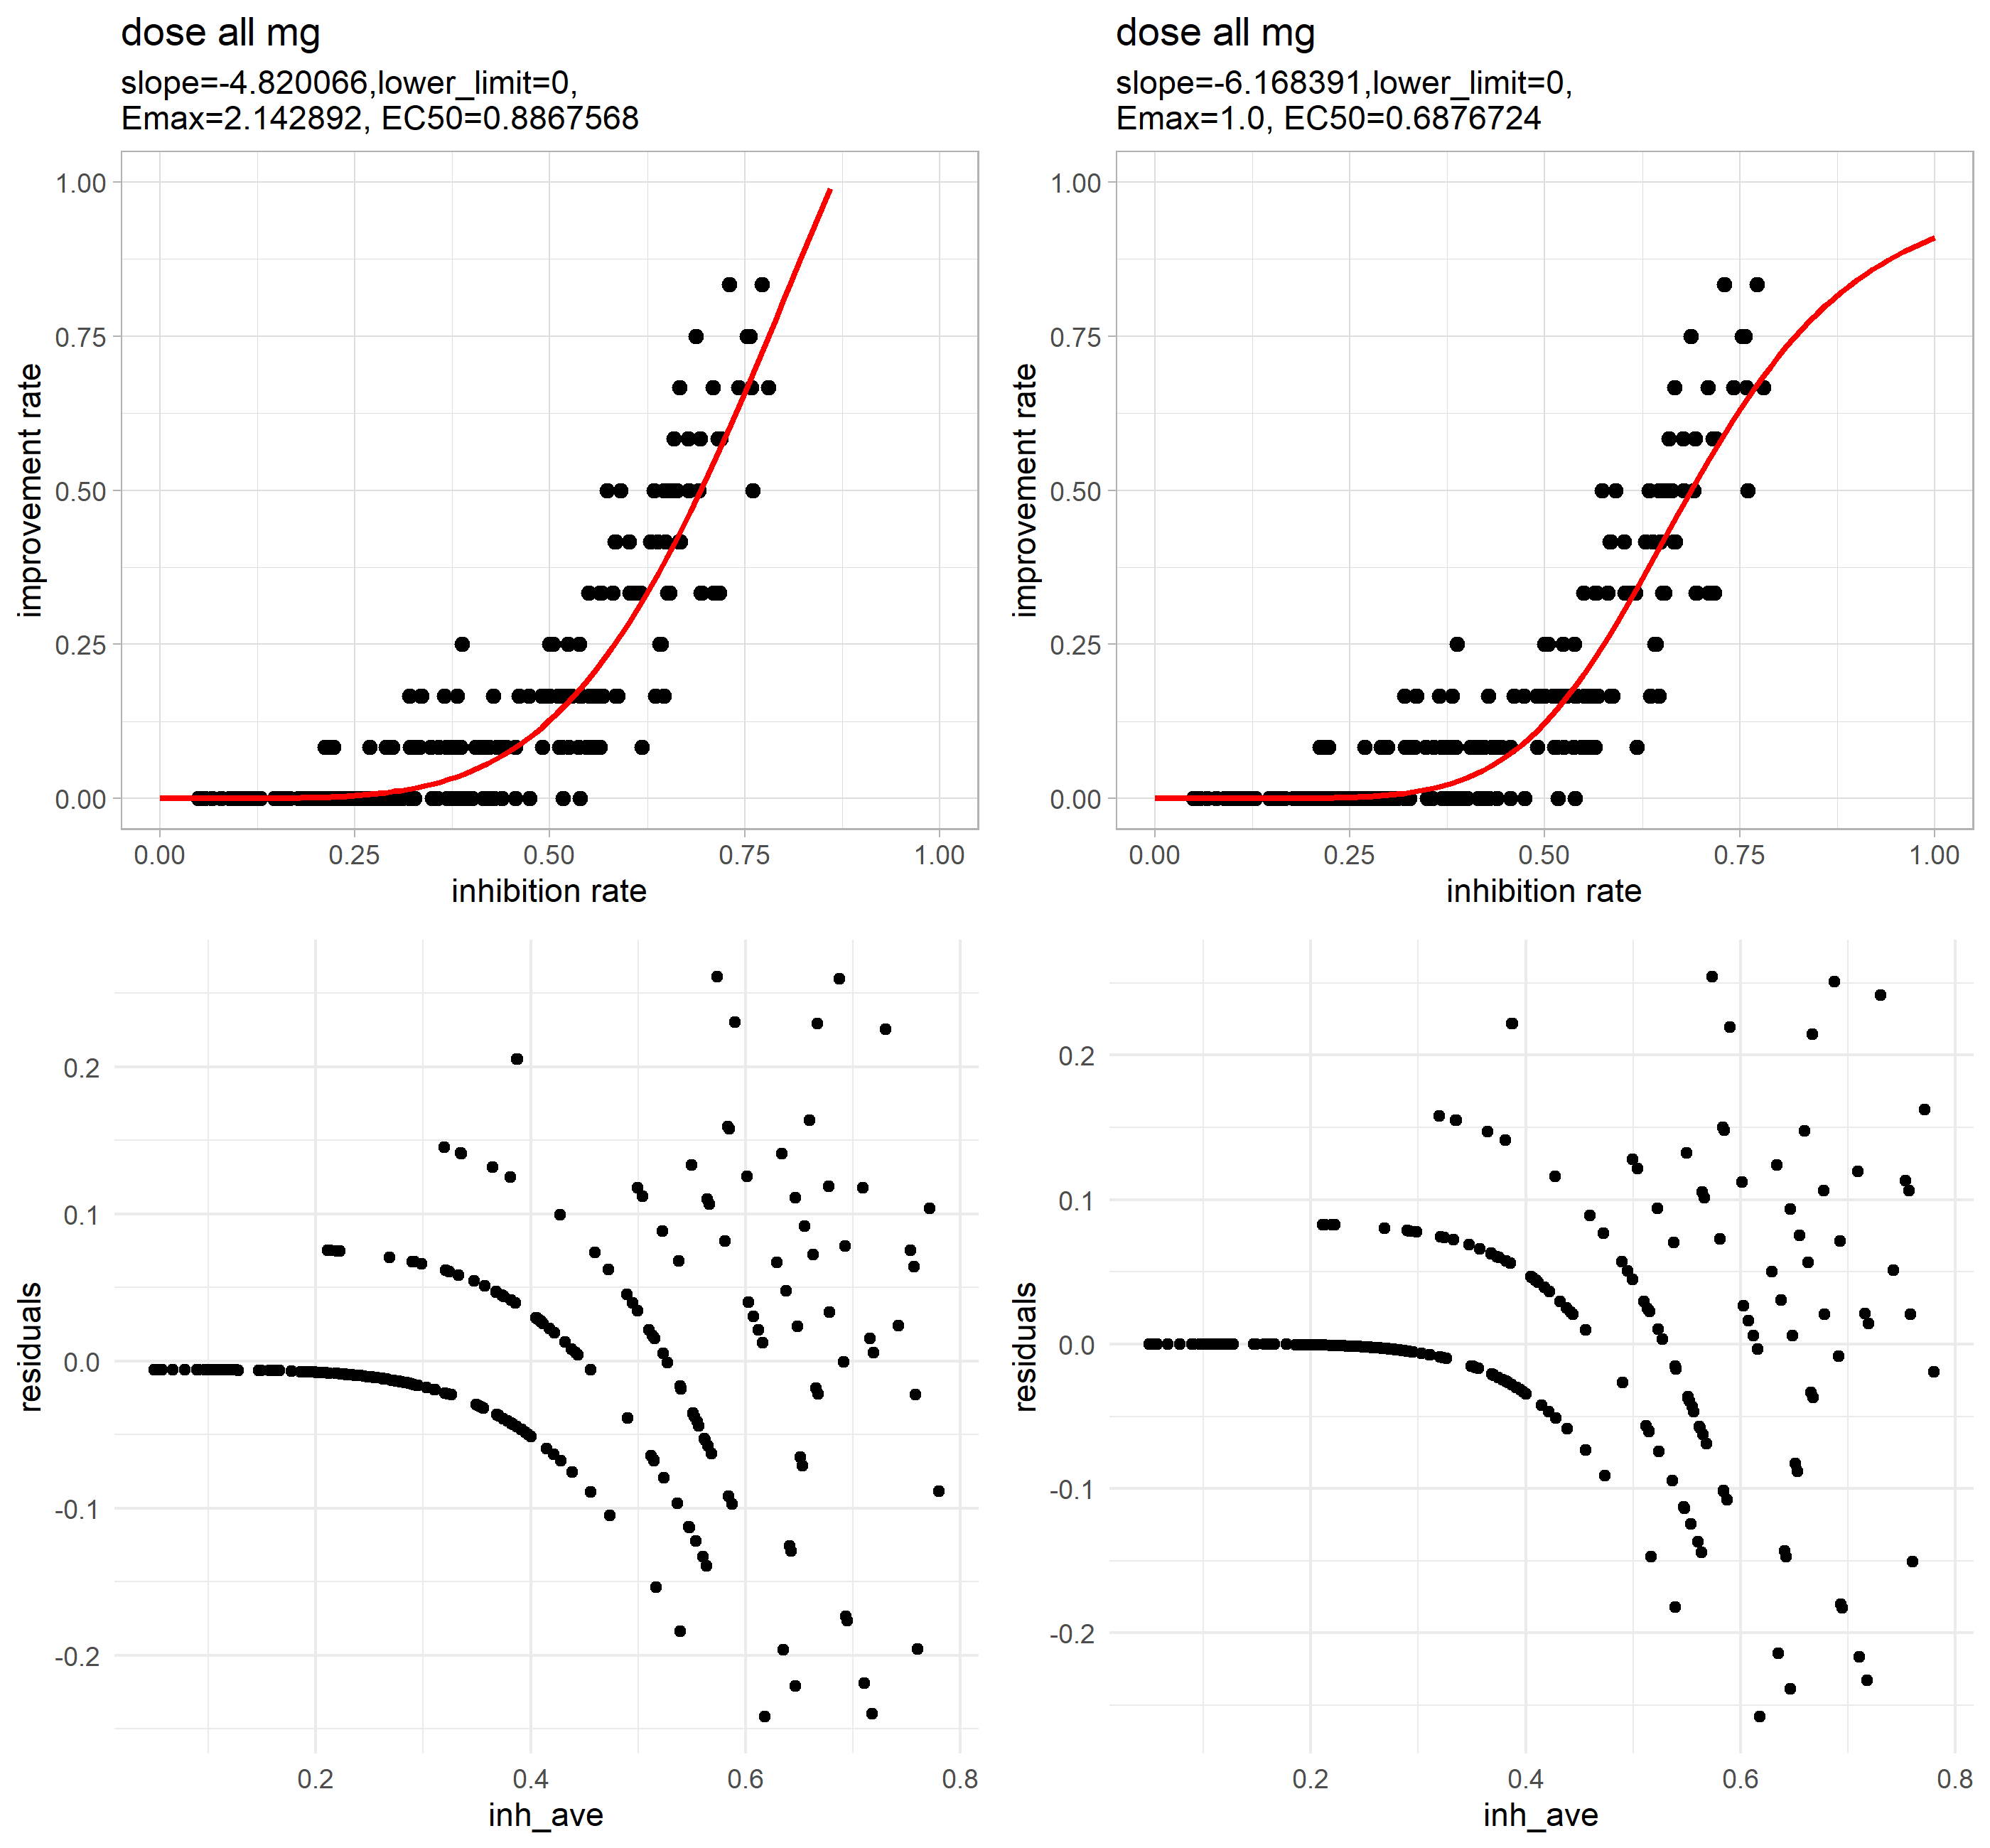 dose all mg
slope=-4.820066,lower_limit=0,
Emax=2.142892, EC50=0.8867568
1.00
0.75
0.50
0.25
0.00
improvement rate
0.00 0.25 0.50 0.75 1.00
inhibition rate
dose all mg
slope=-6.168391,lower_limit=0,
Emax=1.0, EC50=0.6876724
1.00
0.75
0.50
0.25
0.00
improvement rate
0.00 0.25 0.50 0.75 1.00
inhibition rate
0.2
0.1
0.0
-0.1
-0.2
residuals
0.2 0.4 0.6 0.8
inh_ave
0.2
0.1
0.0
-0.1
-0.2
residuals
0.2 0.4 0.6 0.8
inh_ave